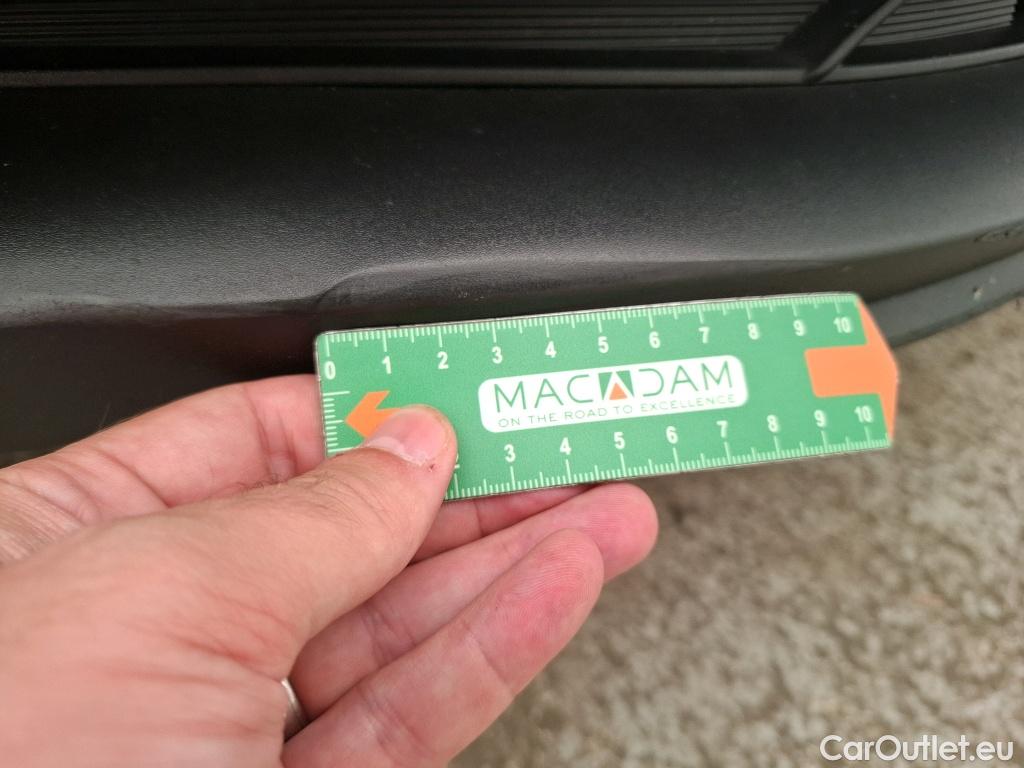 0 1 2 3 4 5 6 7 8 9 10
MACADAM
ON THE ROAD TO EXCELLENCE
3 4 5 6 7 8 9 10
CarOutlet.eu